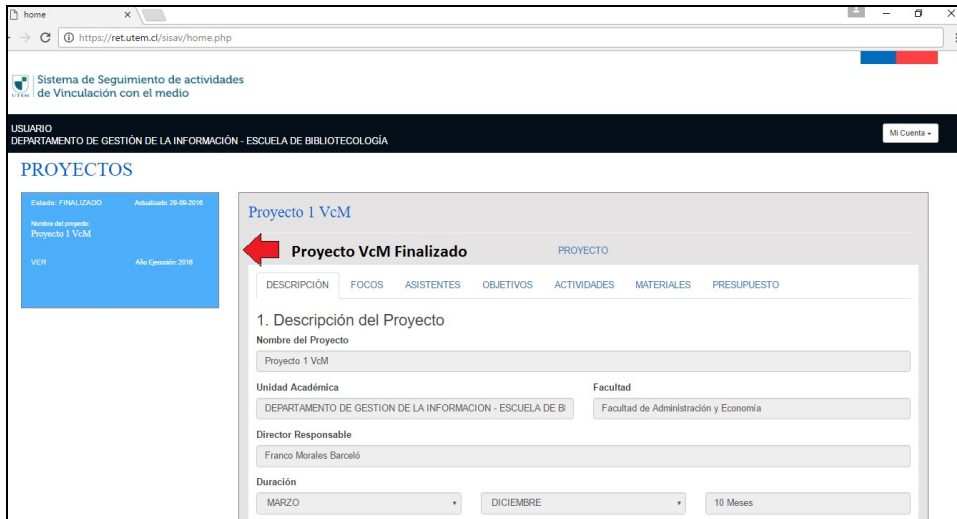 home
https://ret.utem.cl/sisav/home.php
Sistema de Seguimiento de actividades
de Vinculación con el medio
UTEM
USUARIO
DEPARTAMENTO DE GESTIÓN DE LA INFORMACIÓN - ESCUELA DE BIBLIOTECOLOGÍA
Mi Cuenta
PROYECTOS
Estado: FINALIZADO Actualizado: 29-09-2016
Nombre del proyecto:
Proyecto 1 VcM
VER Año Ejecución: 2016
Proyecto 1 VcM
Proyecto VcM Finalizado
PROYECTO
DESCRIPCIÓN FOCOS ASISTENTES OBJETIVOS ACTIVIDADES MATERIALES PRESUPUESTO
1. Descripción del Proyecto
Nombre del Proyecto
Proyecto 1 VcM
Unidad Académica Facultad
DEPARTAMENTO DE GESTION DE LA INFORMACION - ESCUELA DE BI Facultad de Administración y Economía
Director Responsable
Franco Morales Barceló
Duración
MARZO DICIEMBRE 10 Meses